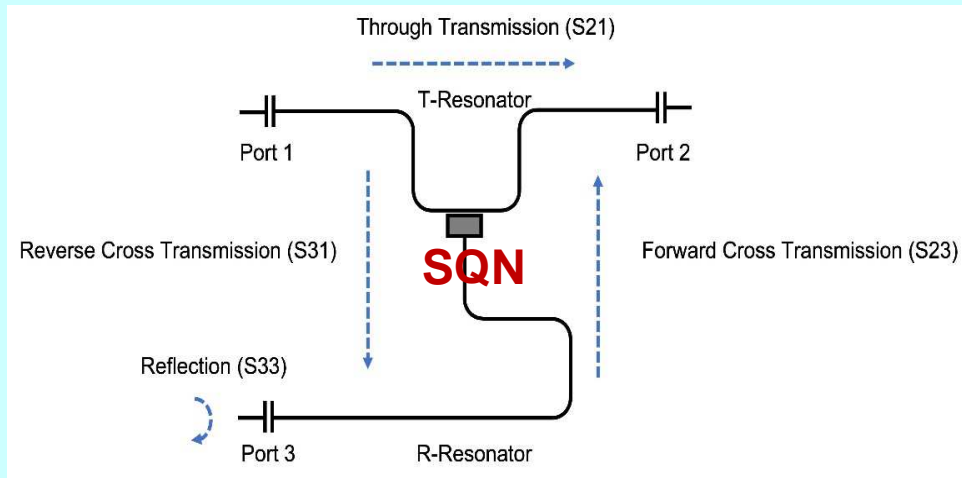 Through Transmission (S21)
T-Resonator
Port 1
Port 2
Reverse Cross Transmission (S31)
SQN
Forward Cross Transmission (S23)
Reflection (S33)
Port 3
R-Resonator